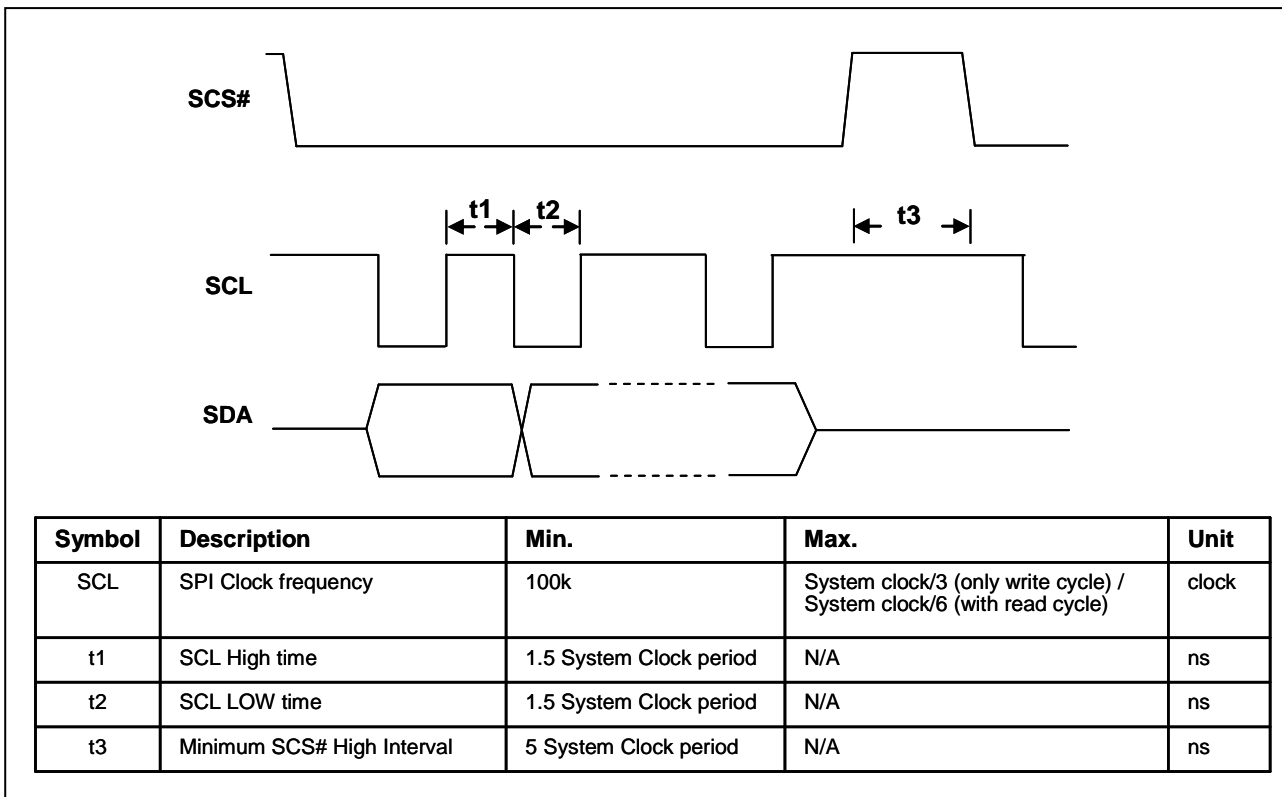 SCS#
t1 t2 t3
SCL
SDA
Symbol Description Min. Max. Unit
SCL SPI Clock frequency 100k System clock/3 (only write cycle) / clock
System clock/6 (with read cycle)
t1 SCL High time 1.5 System Clock period N/A ns
t2 SCL LOW time 1.5 System Clock period N/A ns
t3 Minimum SCS# High Interval 5 System Clock period N/A ns